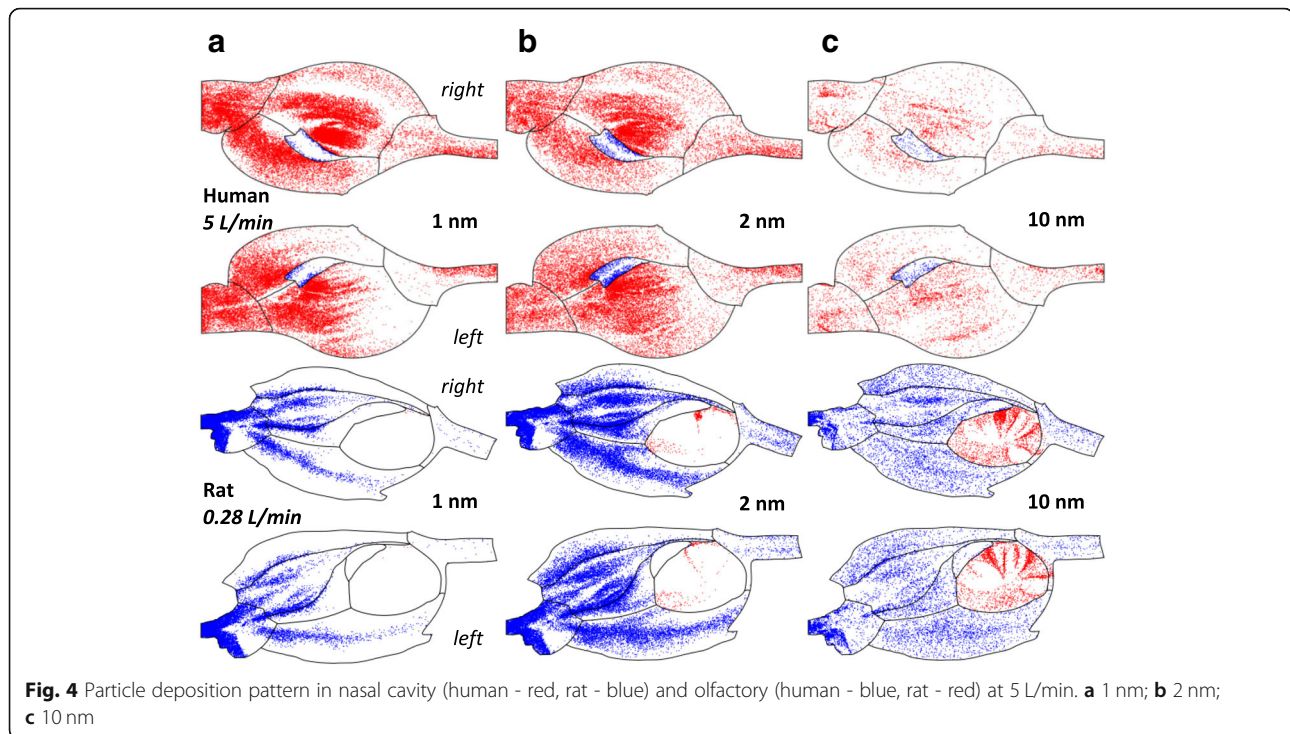 a
b
c
right
Human
5 L/min
1 nm
2 nm
10 nm
left
right
Rat
0.28 L/min
1 nm
2 nm
10 nm
left
Fig. 4 Particle deposition pattern in nasal cavity (human - red, rat - blue) and olfactory (human - blue, rat - red) at 5 L/min. a 1 nm; b 2 nm;
c 10 nm